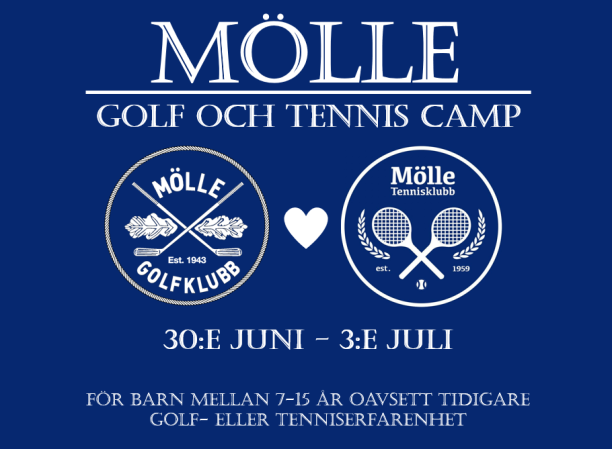 MÖLLE
GOLF OCH TENNIS CAMP
MÖLLE
Est. 1943
GOLFKLUBB
Mölle
Tennisklubb
est. 1959
30:E JUNI – 3:E JULI
FÖR BARN MELLAN 7-15 ÅR OAVSETT TIDIGARE
GOLF- ELLER TENNISERFARENHET